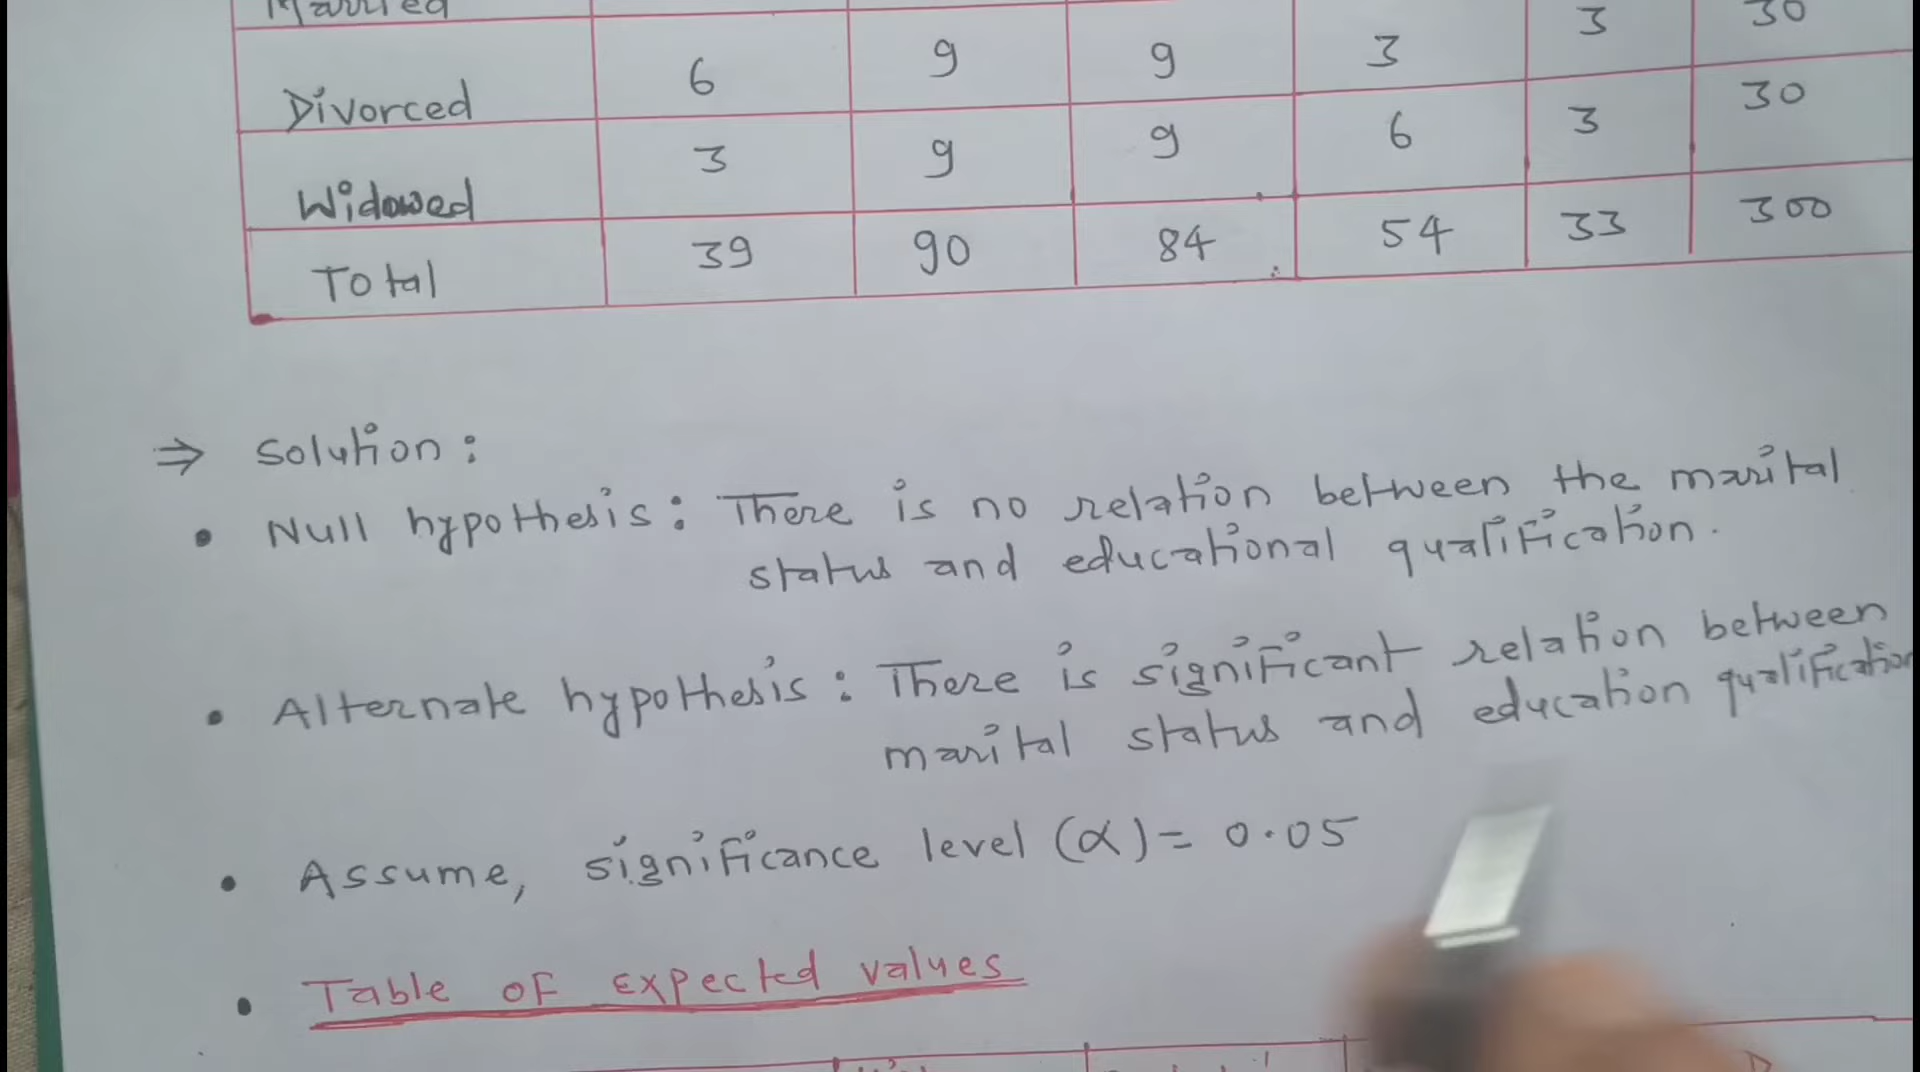 Married
Divorced 6 9 9 3 3 30
Widowed 3 9 9 6 3 30
Total 39 90 84 54 33 300
⇒ Solution:
• Null hypothesis: There is no relation between the marital
status and educational qualification.
• Alternate hypothesis: There is significant relation between
marital status and education qualification
• Assume, significance level (α) = 0.05
• Table of expected values